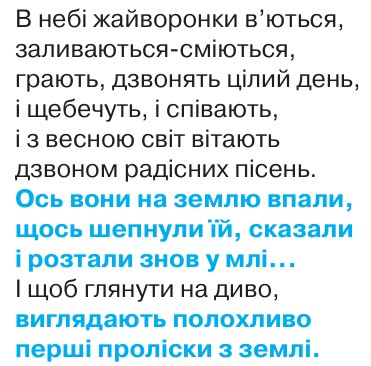 В небі жайворонки в’ються,
заливаються-сміються,
грають, дзвонять цілий день,
і щебечуть, і співають,
і з весною світ вітають
дзвоном радісних пісень.
Ось вони на землю впали,
щось шепнули їй, сказали
і розтали знов у млі...
І щоб глянути на диво,
виглядають полохливо
перші проліски з землі.